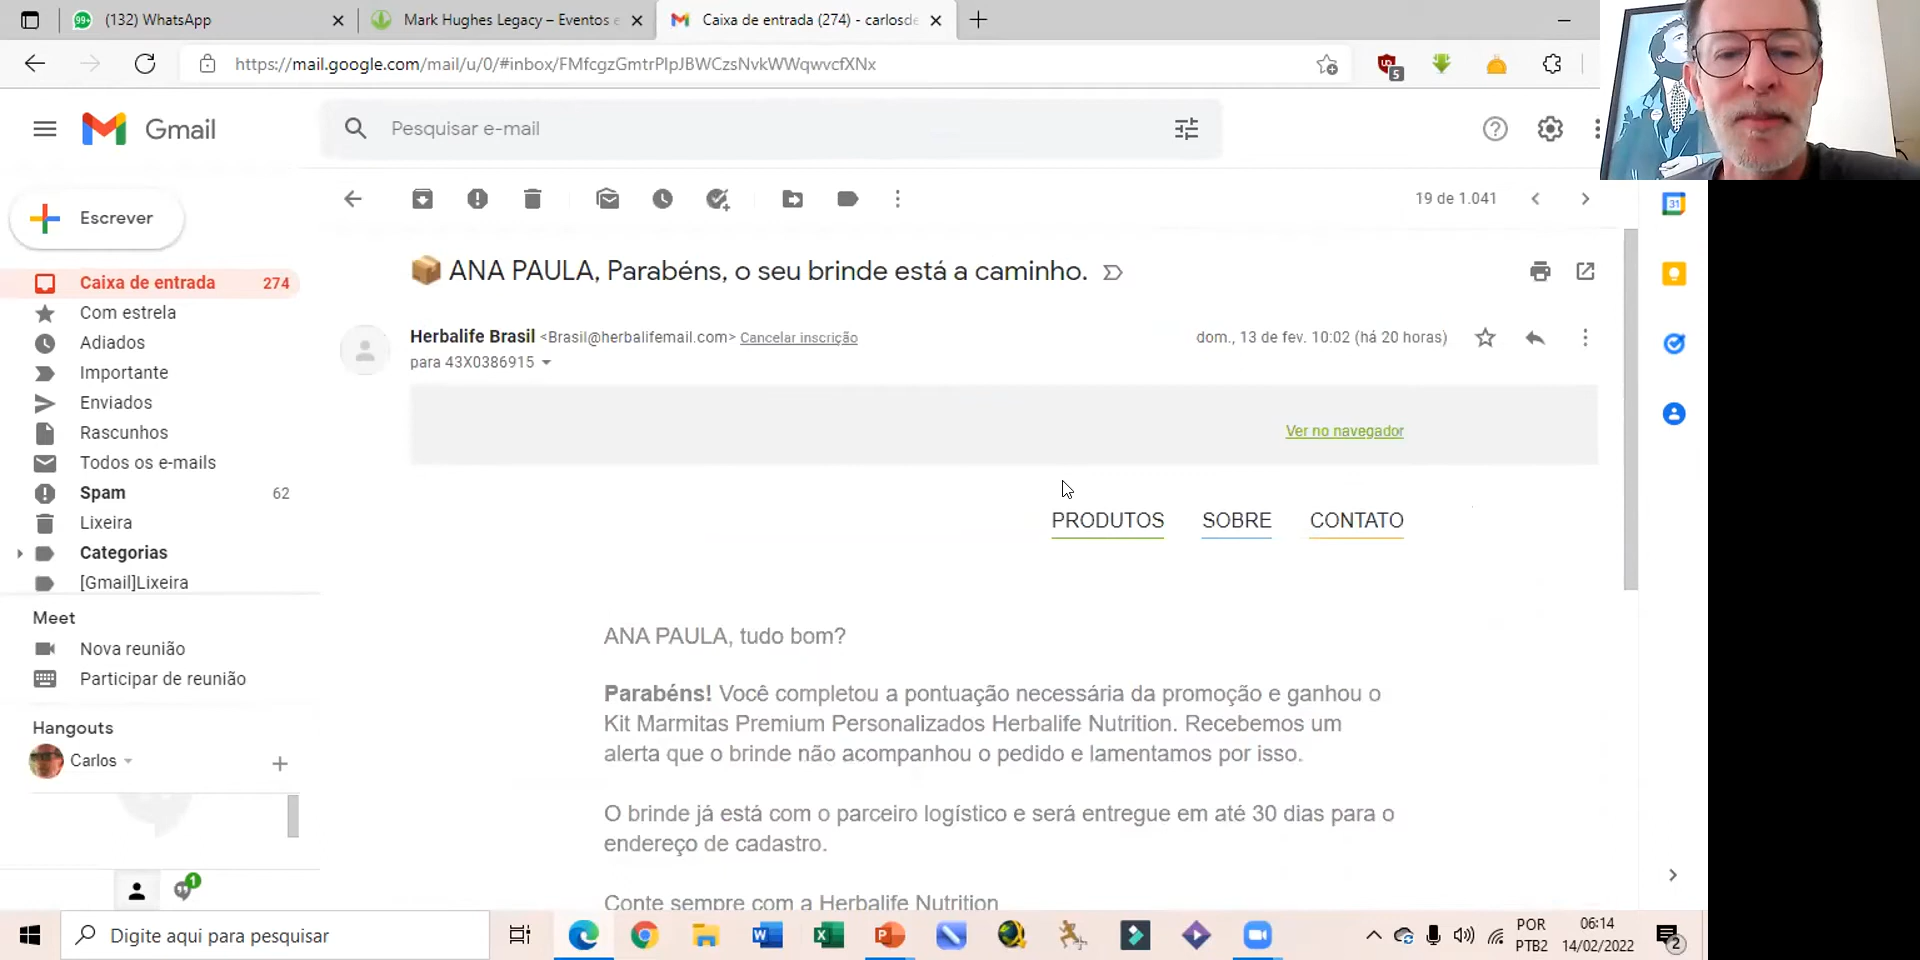 99+
(132) WhatsApp
Mark Hughes Legacy – Eventos e
Caixa de entrada (274) - carlosde
https://mail.google.com/mail/u/0/#inbox/FMfcgzGmtrPlpJBWCzsNvkWWqwvcfXNx
5
Gmail
Pesquisar e-mail
Escrever
19 de 1.041
31
Caixa de entrada 274
Com estrela
Adiados
Importante
Enviados
Rascunhos
Todos os e-mails
Spam 62
Lixeira
Categorias
[Gmail]Lixeira
Meet
Nova reunião
Participar de reunião
Hangouts
Carlos
1
ANA PAULA, Parabéns, o seu brinde está a caminho.
Herbalife Brasil <Brasil@herbalifemail.com> Cancelar inscrição
dom., 13 de fev. 10:02 (há 20 horas)
para 43X0386915
Ver no navegador
PRODUTOS SOBRE CONTATO
ANA PAULA, tudo bom?
Parabéns! Você completou a pontuação necessária da promoção e ganhou o
Kit Marmitas Premium Personalizados Herbalife Nutrition. Recebemos um
alerta que o brinde não acompanhou o pedido e lamentamos por isso.
O brinde já está com o parceiro logístico e será entregue em até 30 dias para o
endereço de cadastro.
Conte sempre com a Herbalife Nutrition
Digite aqui para pesquisar
POR
PTB2
06:14
14/02/2022
2